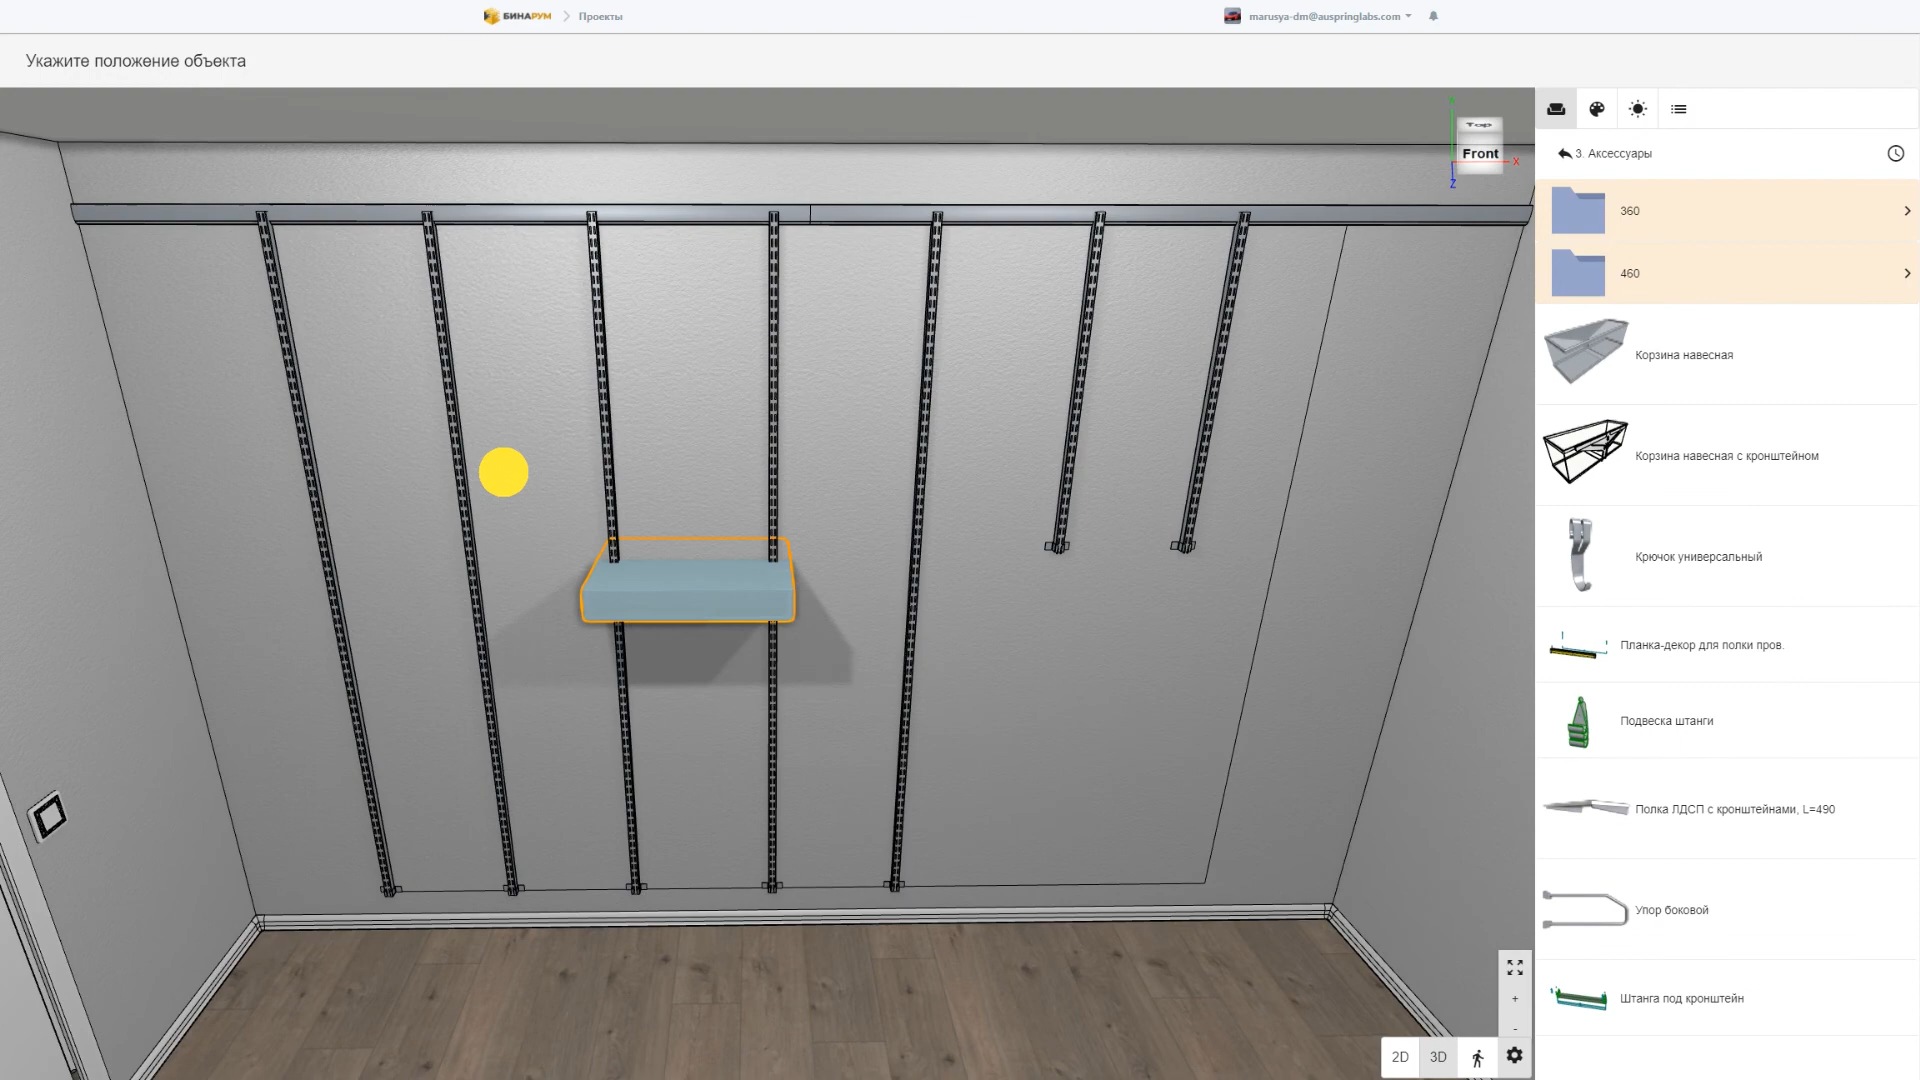 БИНАРУМ
Проекты
marusya-dm@auspringlabs.com
Укажите положение объекта
Top
Front
X
Z
3. Аксессуары
360
460
Корзина навесная
Корзина навесная с кронштейном
Крючок универсальный
Планка-декор для полки пров.
Подвеска штанги
Полка ЛДСП с кронштейнами, L=490
Упор боковой
Штанга под кронштейн
+
-
2D
3D